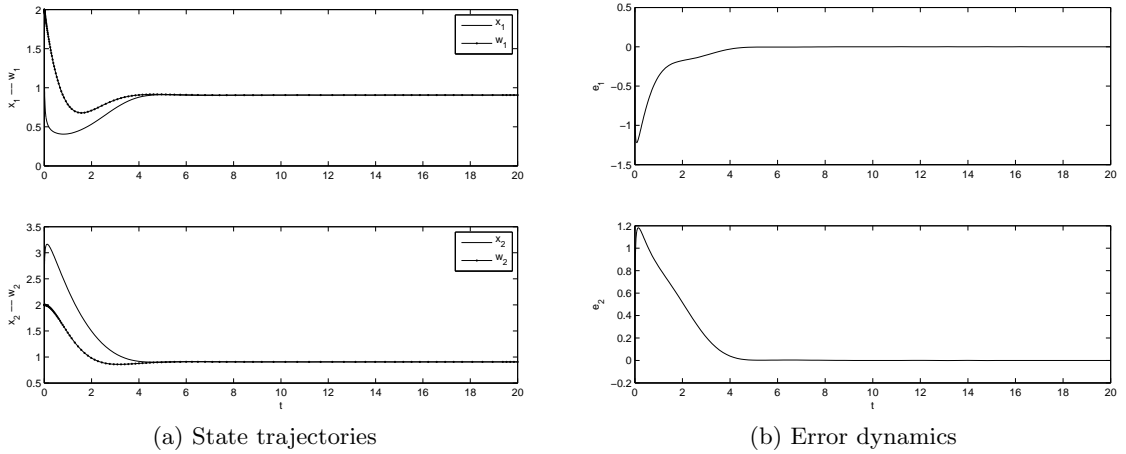 2
1.5
1
0.5
0
x1 — w1
x1
w1
0 2 4 6 8 10 12 14 16 18 20
3.5
3
2.5
2
1.5
1
0.5
x2 — w2
x2
w2
0 2 4 6 8 10 12 14 16 18 20
t
(a) State trajectories
0.5
0
−0.5
−1
−1.5
e1
0 2 4 6 8 10 12 14 16 18 20
1.2
1
0.8
0.6
0.4
0.2
0
−0.2
e2
0 2 4 6 8 10 12 14 16 18 20
t
(b) Error dynamics